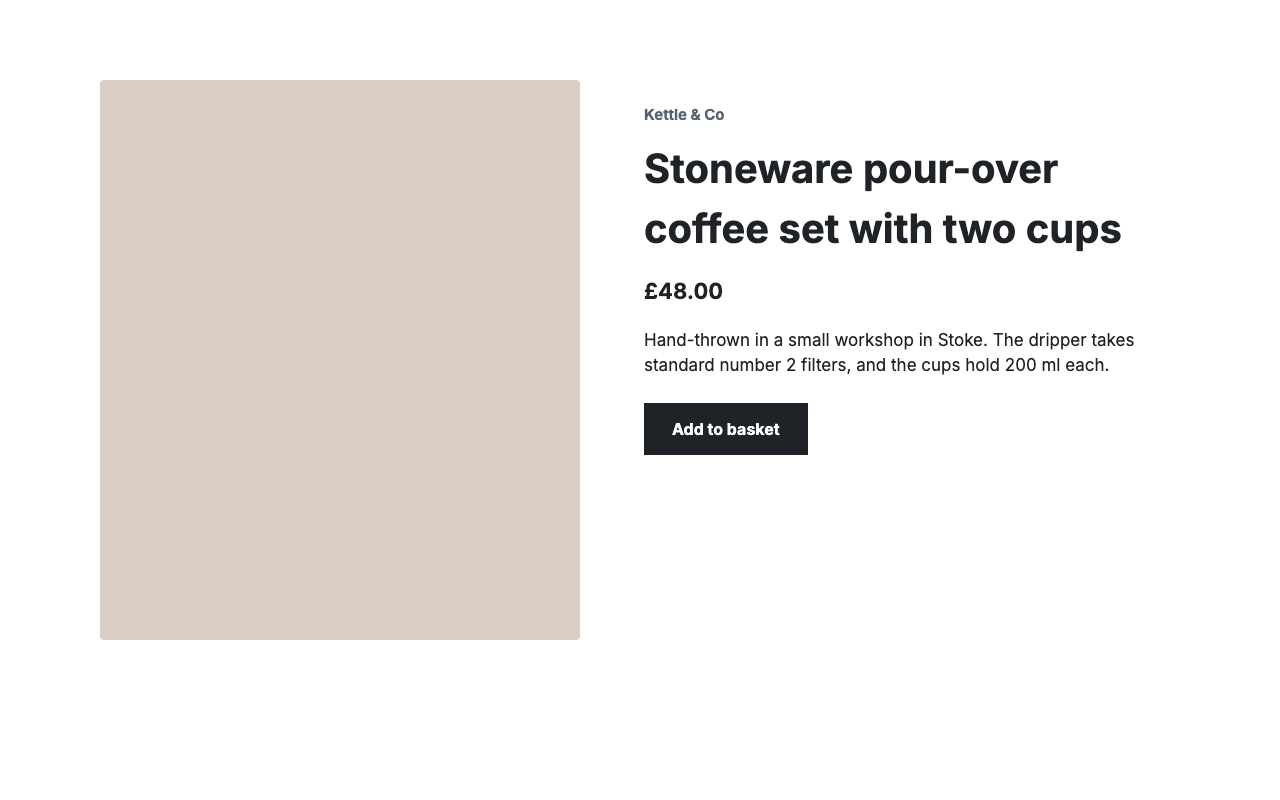 Kettle & Co
Stoneware pour-over
coffee set with two cups
£48.00
Hand-thrown in a small workshop in Stoke. The dripper takes
standard number 2 filters, and the cups hold 200 ml each.
Add to basket